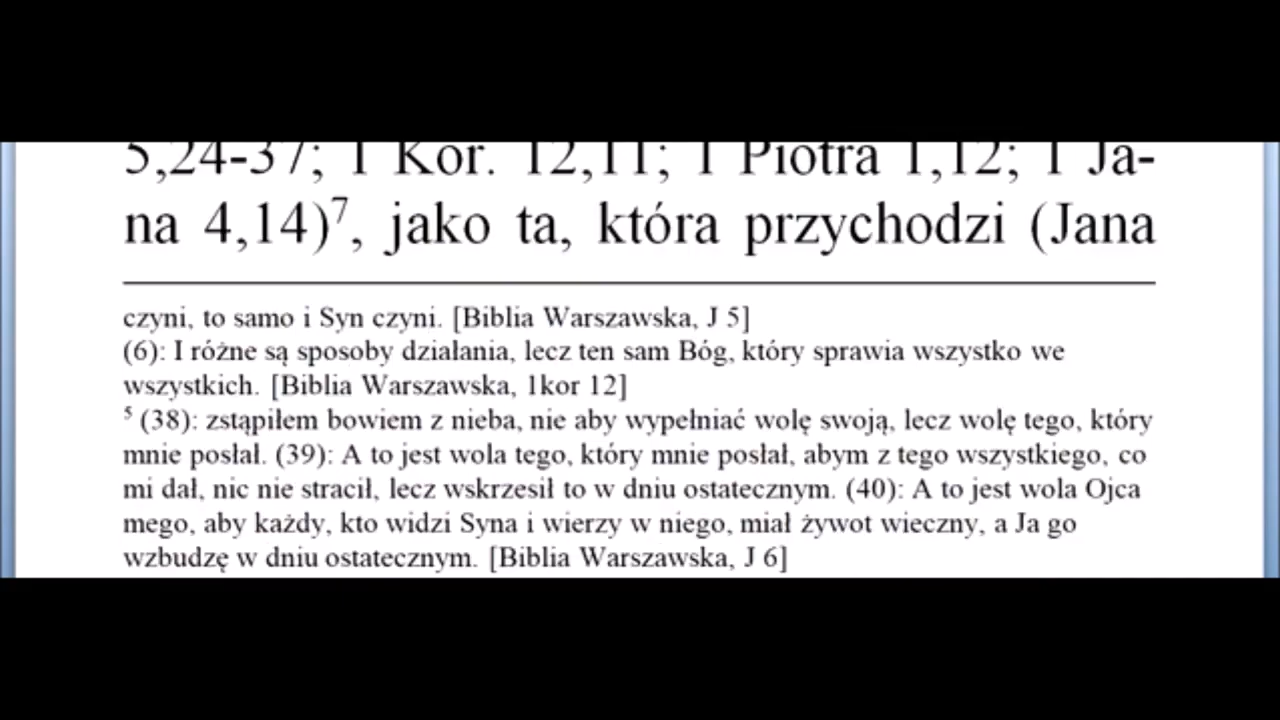 5,24-37; 1 Kor. 12,11; 1 Piotra 1,12; 1 Ja-
na 4,14)⁷, jako ta, która przychodzi (Jana
czyni, to samo i Syn czyni. [Biblia Warszawska, J 5]
(6): I różne są sposoby działania, lecz ten sam Bóg, który sprawia wszystko we
wszystkich. [Biblia Warszawska, 1kor 12]
⁵ (38): zstąpiłem bowiem z nieba, nie aby wypełniać wolę swoją, lecz wolę tego, który
mnie posłał. (39): A to jest wola tego, który mnie posłał, abym z tego wszystkiego, co
mi dał, nic nie stracił, lecz wskrzesił to w dniu ostatecznym. (40): A to jest wola Ojca
mego, aby każdy, kto widzi Syna i wierzy w niego, miał żywot wieczny, a Ja go
wzbudzę w dniu ostatecznym. [Biblia Warszawska, J 6]